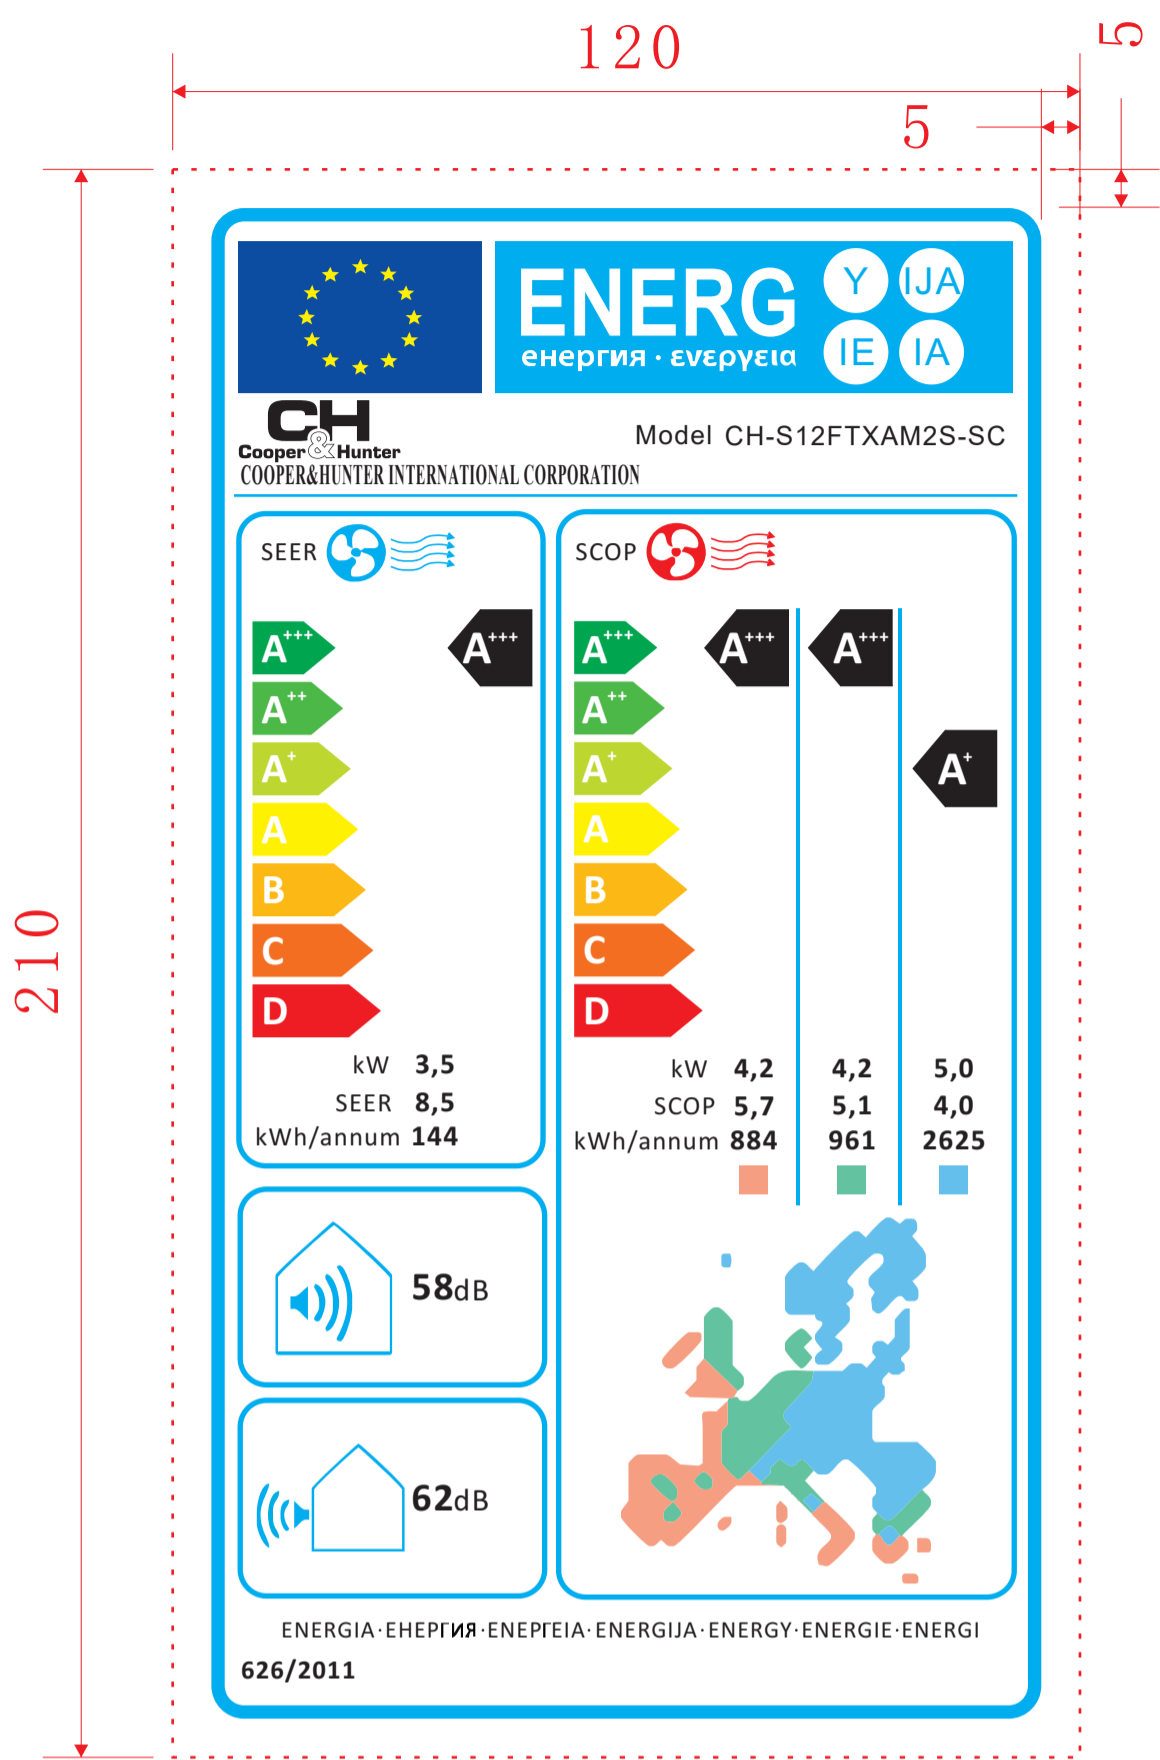 120
5
5
210
ENERG
енергия · ενεργεια
Y IJA
IE IA
CH
Cooper & Hunter
Model CH-S12FTXAM2S-SC
COOPER&HUNTER INTERNATIONAL CORPORATION
SEER
A+++ A+++
A++
A+
A
B
C
D
kW 3,5
SEER 8,5
kWh/annum 144
SCOP
A+++ A+++ A+++
A++
A+ A+
A
B
C
D
kW 4,2 4,2 5,0
SCOP 5,7 5,1 4,0
kWh/annum 884 961 2625
58dB
62dB
ENERGIA·ЕНЕРГИЯ·ΕΝΕΡΓΕΙΑ·ENERGIJA·ENERGY·ENERGIE·ENERGI
626/2011